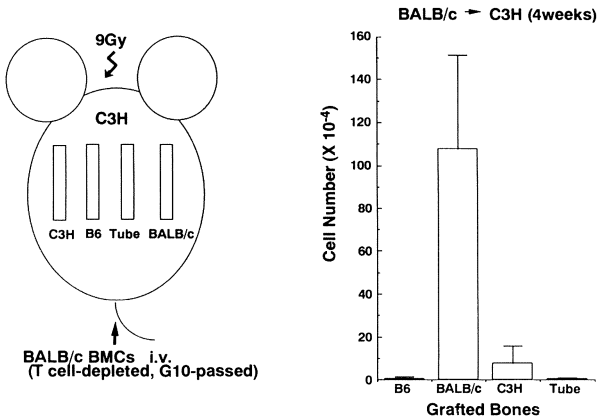 9Gy
C3H
C3H B6 Tube BALB/c
BALB/c BMCs i.v.
(T cell-depleted, G10-passed)
BALB/c → C3H (4weeks)
Cell Number (X 10⁻⁴)
160
140
120
100
80
60
40
20
0
B6 BALB/c C3H Tube
Grafted Bones